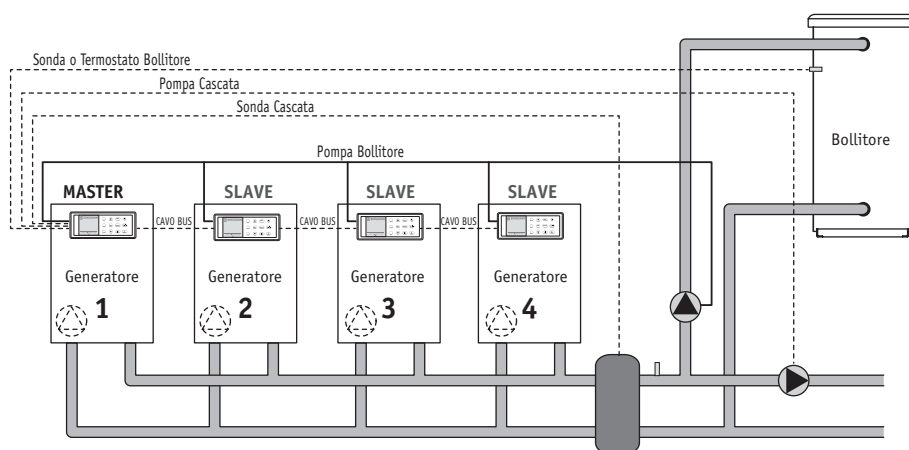 Sonda o Termostato Bollitore
Pompa Cascata
Sonda Cascata
Pompa Bollitore
Bollitore
MASTER SLAVE SLAVE SLAVE
CAVO BUS CAVO BUS CAVO BUS
Generatore Generatore Generatore Generatore
1 2 3 4